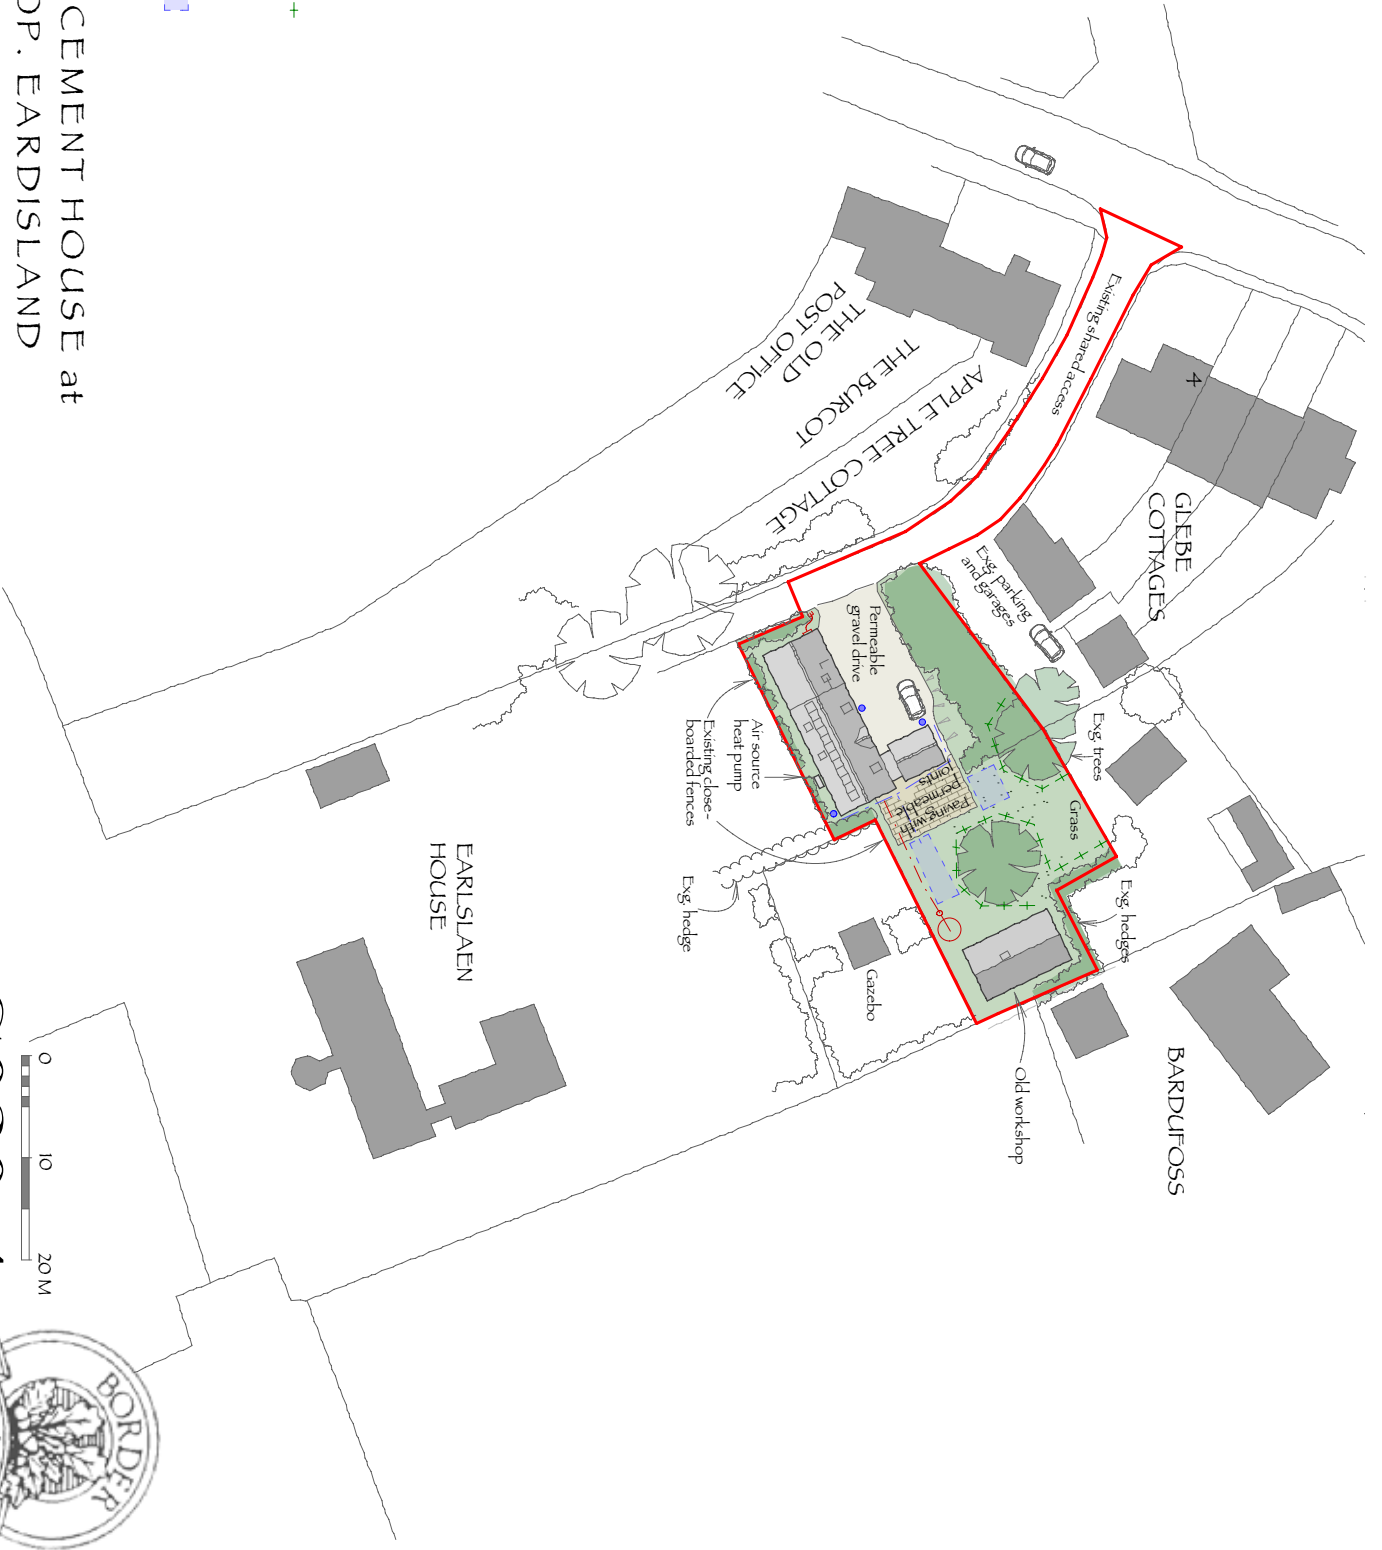 CEMENT HOUSE at
OP. EARDISLAND
Existing shared access
4
THE OLD
POST OFFICE
THE BURCOT
APPLE TREE COTTAGE
GLEBE
COTTAGES
Exg. parking
and garages
Permeable
gravel drive
Exg. trees
Grass
Air source
heat pump
Existing close-
boarded fences
Paving with
permeable
joints
Exg. hedge
Exg. hedges
Gazebo
Old workshop
EARLSLAEN
HOUSE
BARDUFOSS
0
10
20 M
BORDER